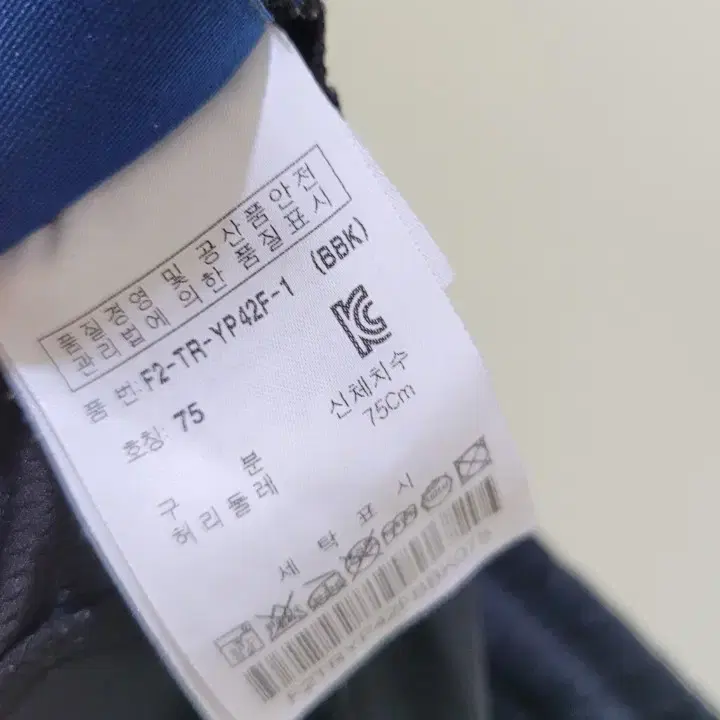 품질경영 및 공산품안전
관리법에 의한 품질표시
품 번: F2-TR-YP42F-1 (BBK)
호칭: 75
구 분 신체치수
허리둘레 75Cm
세 탁 표 시